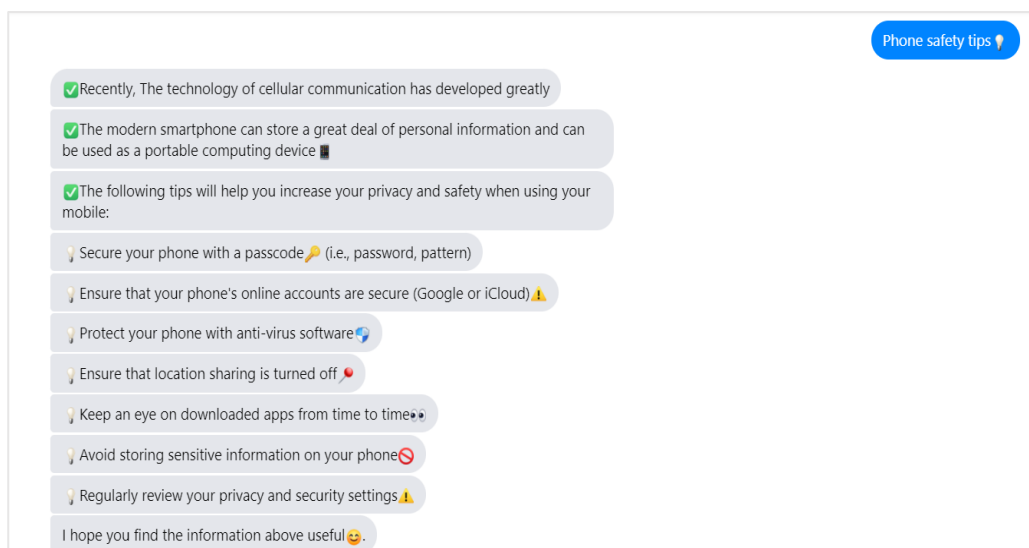 Phone safety tips💡
✅Recently, The technology of cellular communication has developed greatly
✅The modern smartphone can store a great deal of personal information and can
be used as a portable computing device📱
✅The following tips will help you increase your privacy and safety when using your
mobile:
💡Secure your phone with a passcode🔑 (i.e., password, pattern)
💡Ensure that your phone's online accounts are secure (Google or iCloud)⚠️
💡Protect your phone with anti-virus software🛡️
💡Ensure that location sharing is turned off📍
💡Keep an eye on downloaded apps from time to time👀
💡Avoid storing sensitive information on your phone🚫
💡Regularly review your privacy and security settings⚠️
I hope you find the information above useful😊.